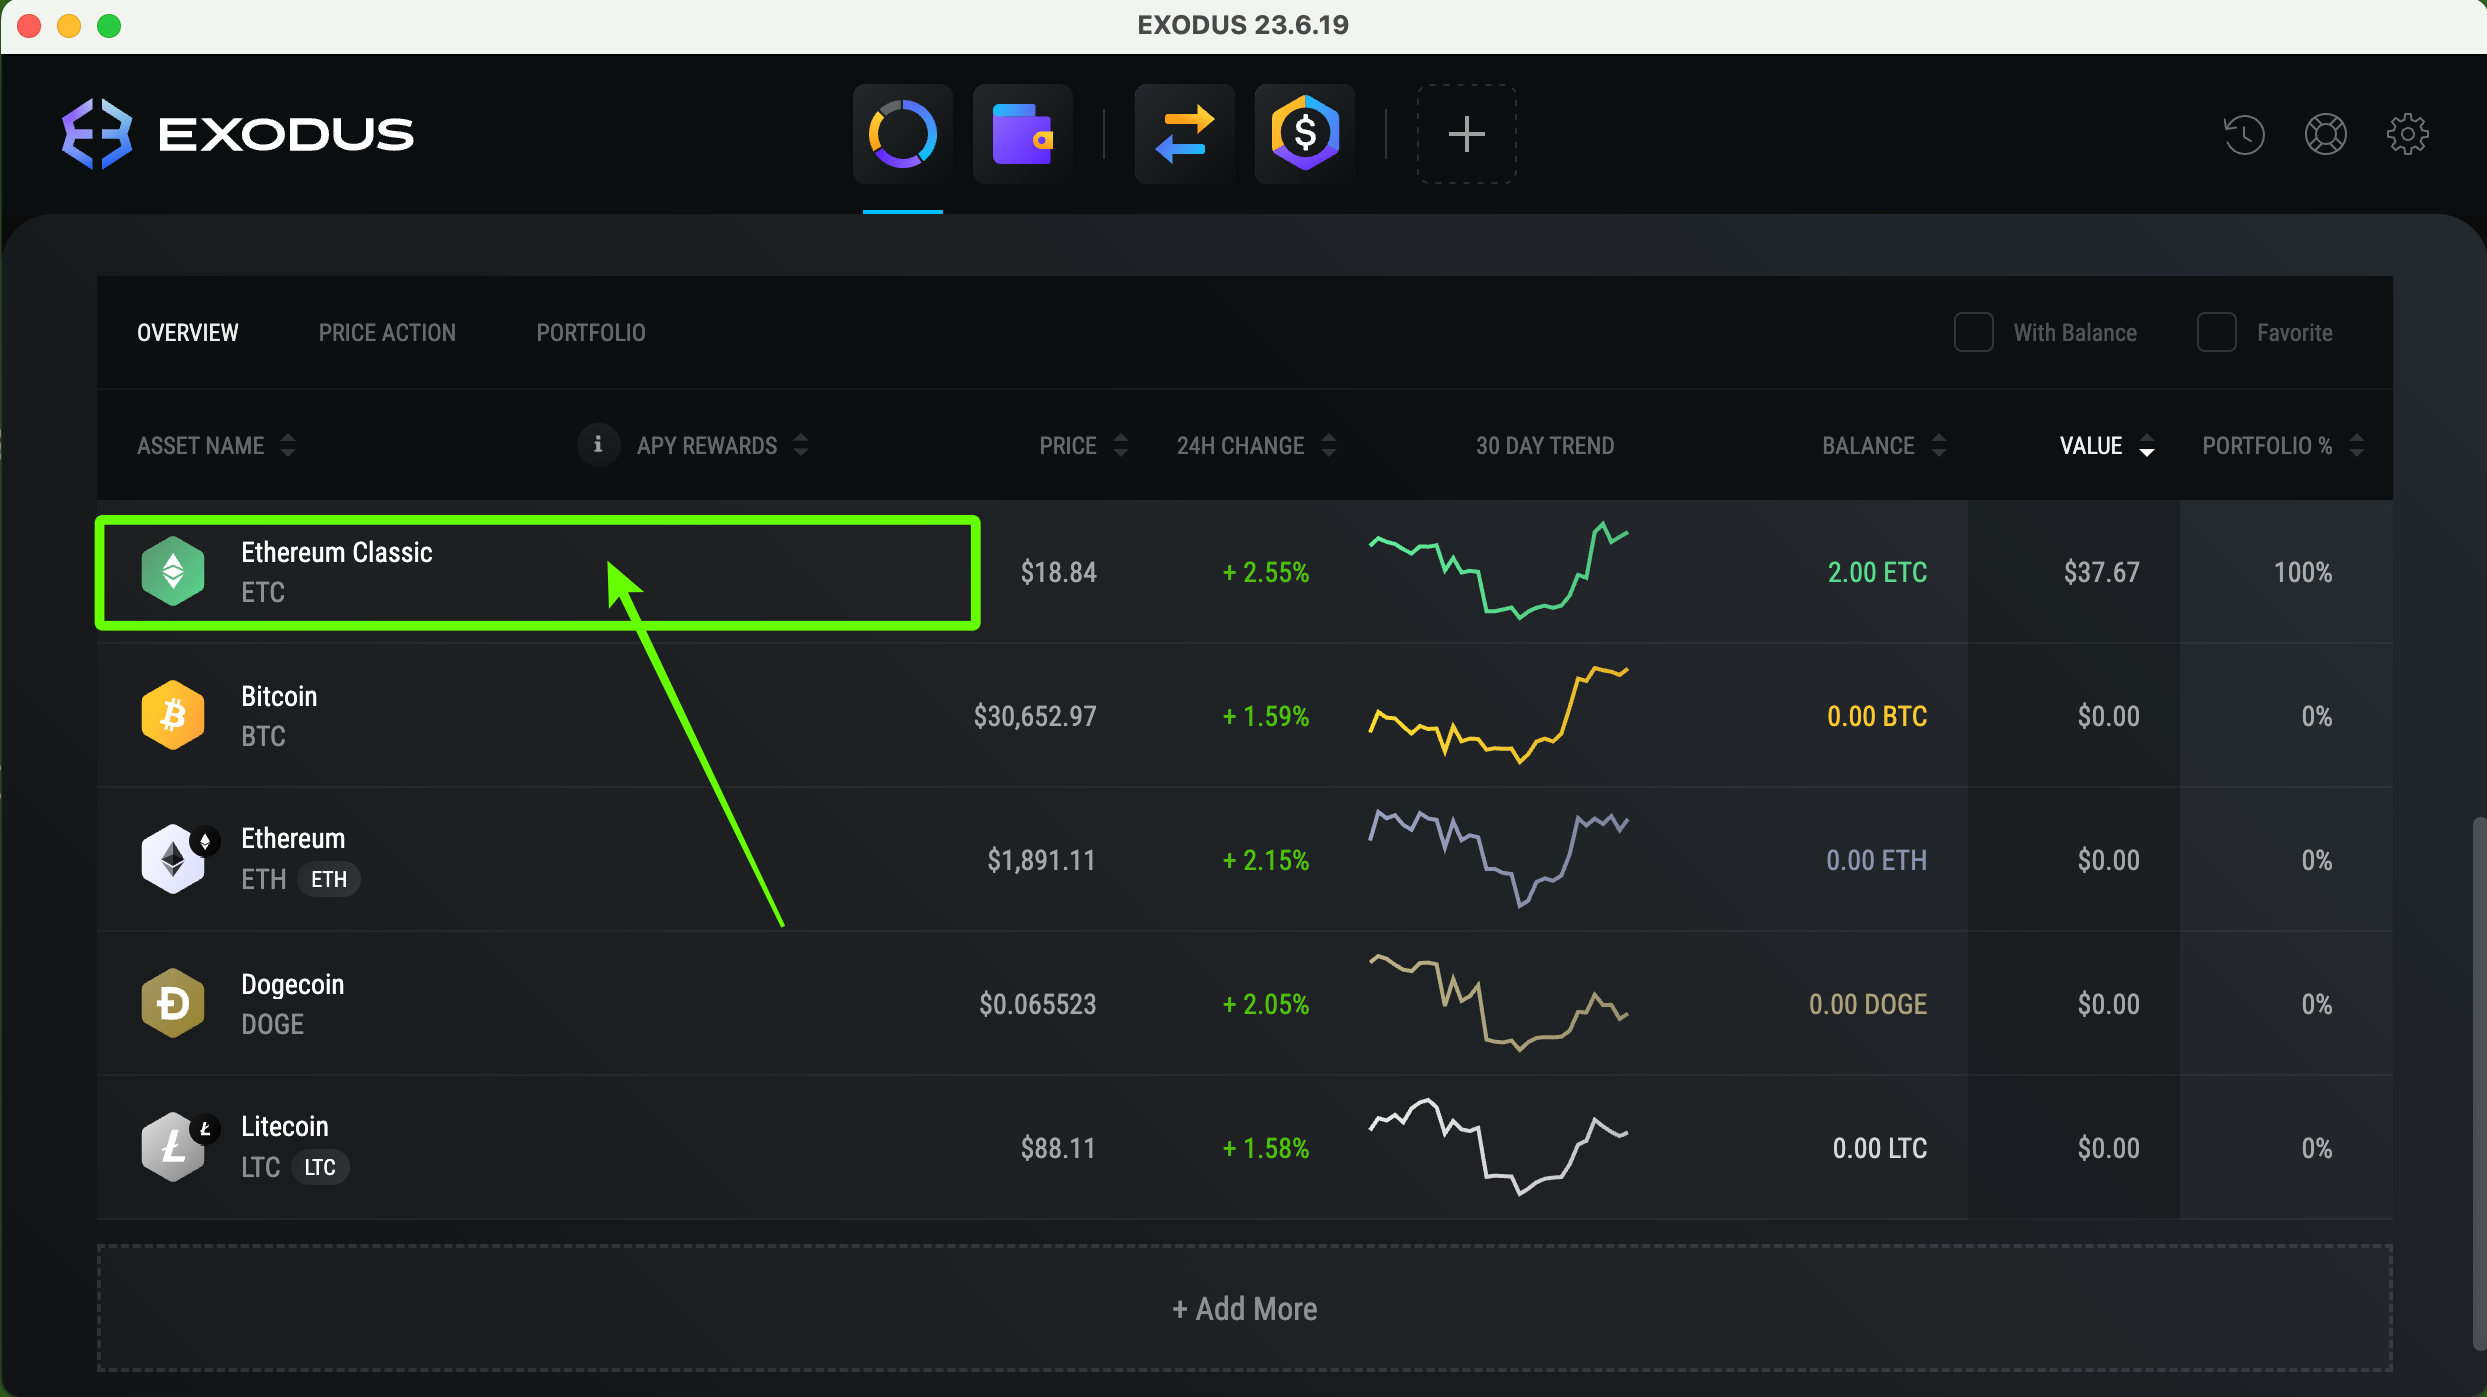 EXODUS 23.6.19
EXODUS
OVERVIEW PRICE ACTION PORTFOLIO With Balance Favorite
ASSET NAME i APY REWARDS PRICE 24H CHANGE 30 DAY TREND BALANCE VALUE PORTFOLIO %
Ethereum Classic
ETC
$18.84 + 2.55% 2.00 ETC $37.67 100%
Bitcoin
BTC
$30,652.97 + 1.59% 0.00 BTC $0.00 0%
Ethereum
ETH ETH
$1,891.11 + 2.15% 0.00 ETH $0.00 0%
Dogecoin
DOGE
$0.065523 + 2.05% 0.00 DOGE $0.00 0%
Litecoin
LTC LTC
$88.11 + 1.58% 0.00 LTC $0.00 0%
+ Add More